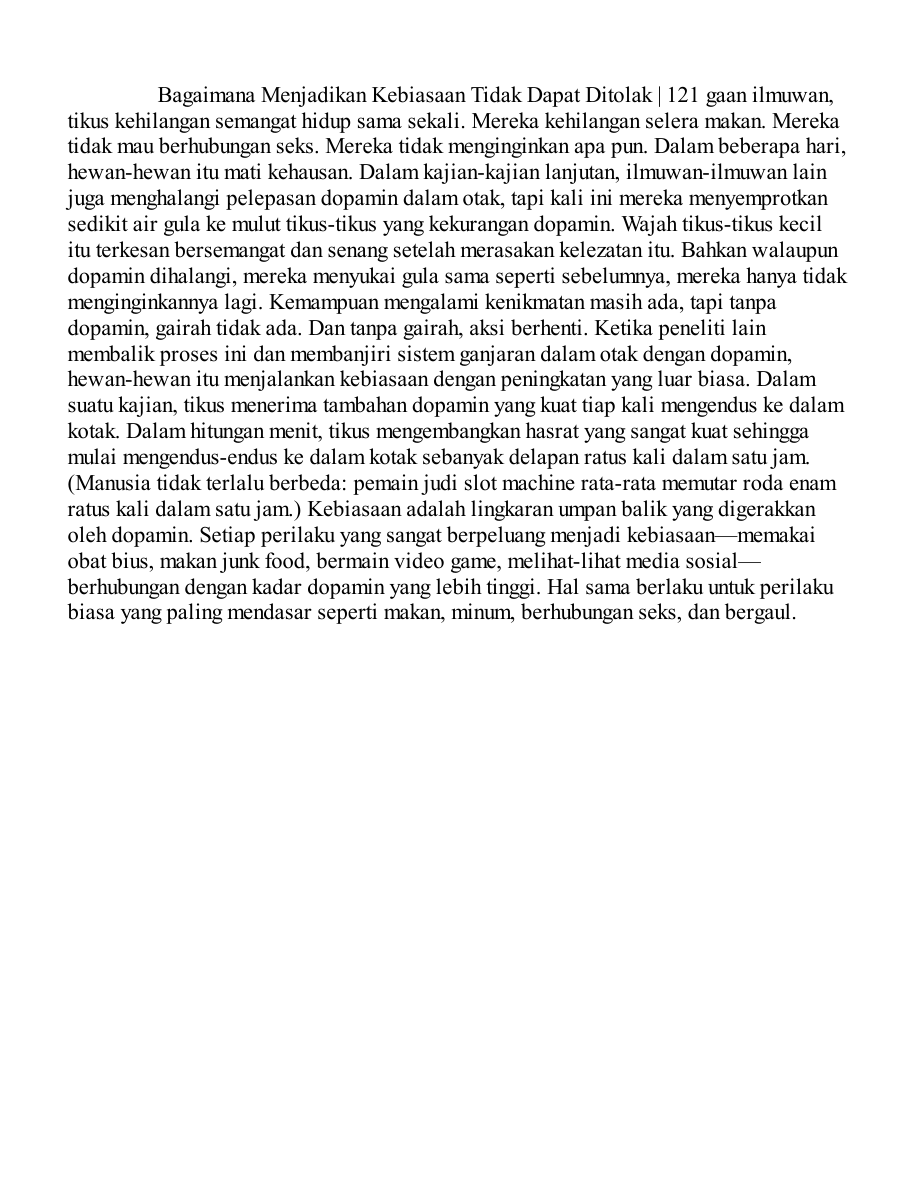 Bagaimana Menjadikan Kebiasaan Tidak Dapat Ditolak | 121 gaan ilmuwan,
tikus kehilangan semangat hidup sama sekali. Mereka kehilangan selera makan. Mereka
tidak mau berhubungan seks. Mereka tidak menginginkan apa pun. Dalam beberapa hari,
hewan-hewan itu mati kehausan. Dalam kajian-kajian lanjutan, ilmuwan-ilmuwan lain
juga menghalangi pelepasan dopamin dalam otak, tapi kali ini mereka menyemprotkan
sedikit air gula ke mulut tikus-tikus yang kekurangan dopamin. Wajah tikus-tikus kecil
itu terkesan bersemangat dan senang setelah merasakan kelezatan itu. Bahkan walaupun
dopamin dihalangi, mereka menyukai gula sama seperti sebelumnya, mereka hanya tidak
menginginkannya lagi. Kemampuan mengalami kenikmatan masih ada, tapi tanpa
dopamin, gairah tidak ada. Dan tanpa gairah, aksi berhenti. Ketika peneliti lain
membalik proses ini dan membanjiri sistem ganjaran dalam otak dengan dopamin,
hewan-hewan itu menjalankan kebiasaan dengan peningkatan yang luar biasa. Dalam
suatu kajian, tikus menerima tambahan dopamin yang kuat tiap kali mengendus ke dalam
kotak. Dalam hitungan menit, tikus mengembangkan hasrat yang sangat kuat sehingga
mulai mengendus-endus ke dalam kotak sebanyak delapan ratus kali dalam satu jam.
(Manusia tidak terlalu berbeda: pemain judi slot machine rata-rata memutar roda enam
ratus kali dalam satu jam.) Kebiasaan adalah lingkaran umpan balik yang digerakkan
oleh dopamin. Setiap perilaku yang sangat berpeluang menjadi kebiasaan—memakai
obat bius, makan junk food, bermain video game, melihat-lihat media sosial—
berhubungan dengan kadar dopamin yang lebih tinggi. Hal sama berlaku untuk perilaku
biasa yang paling mendasar seperti makan, minum, berhubungan seks, dan bergaul.